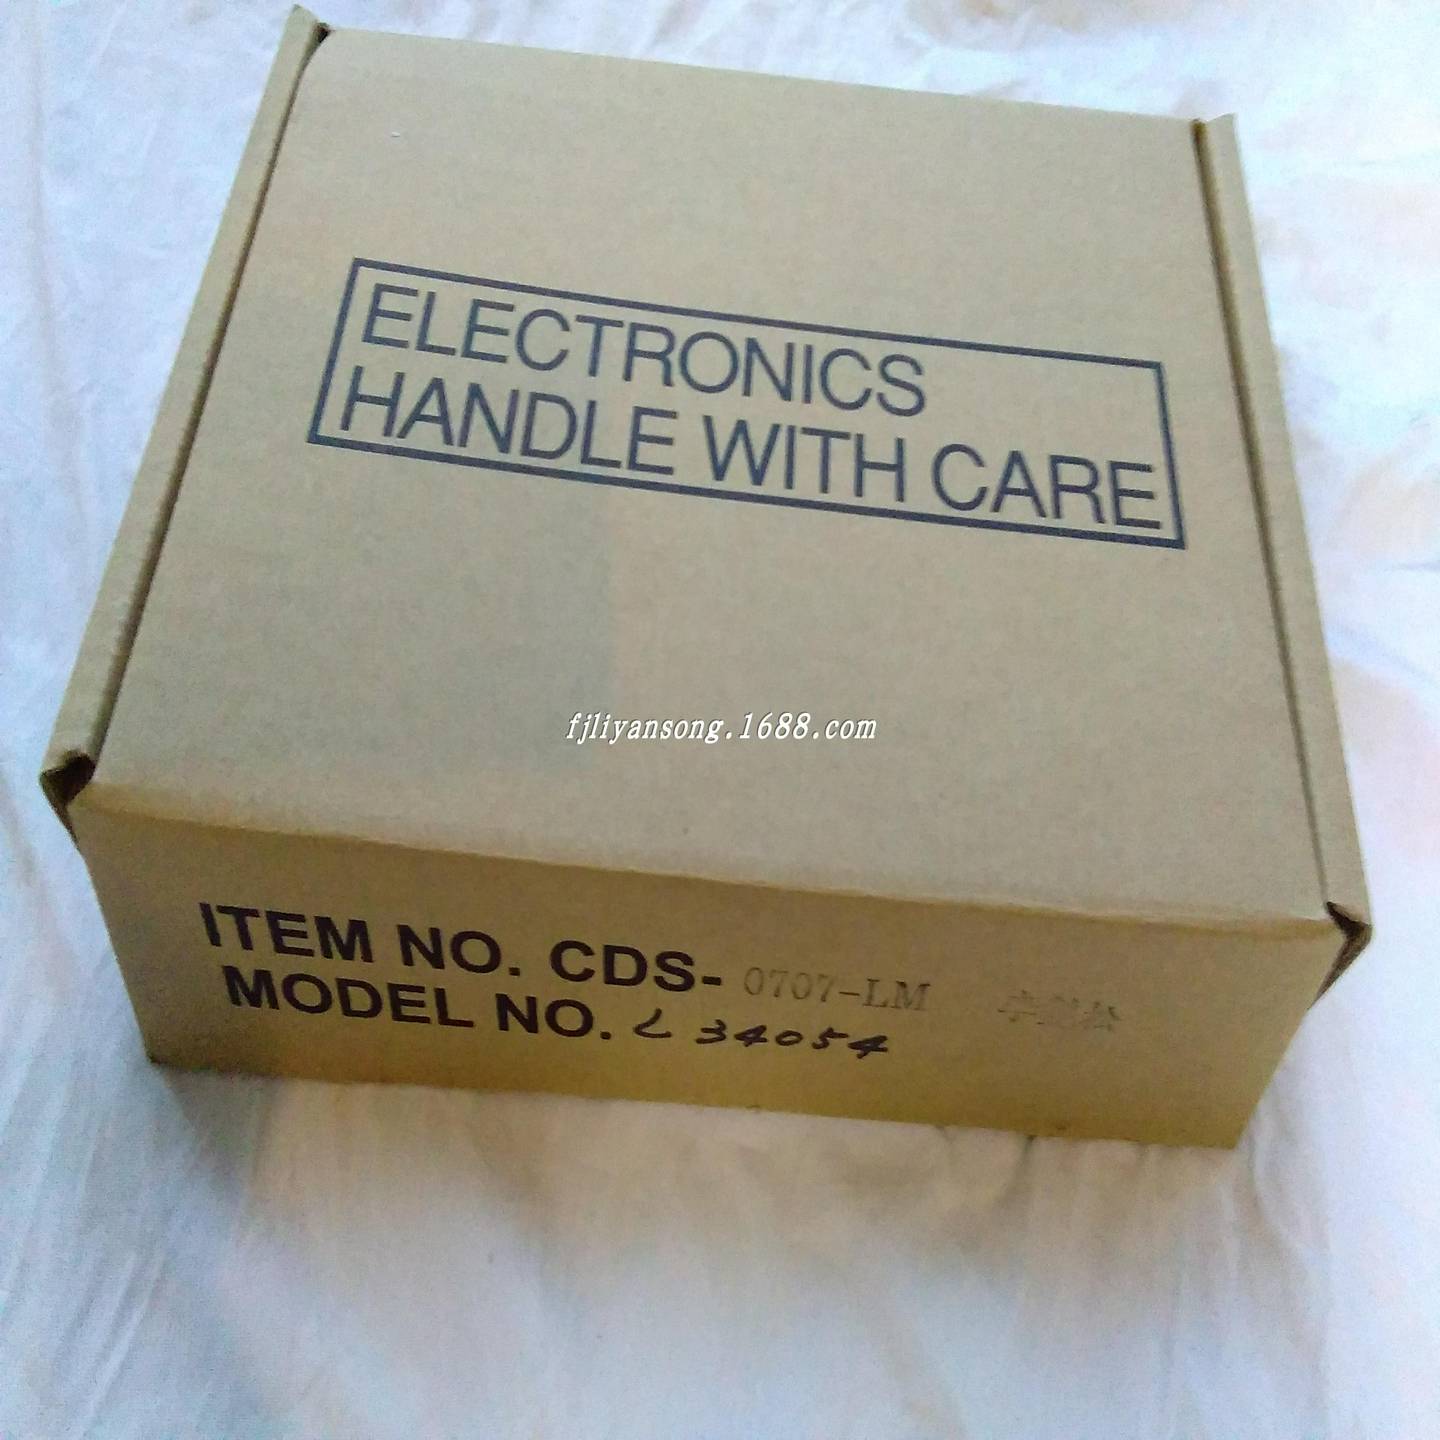 ELECTRONICS
HANDLE WITH CARE
fjliyansong.1688.com
ITEM NO. CDS-0707-LM
MODEL NO. L34054